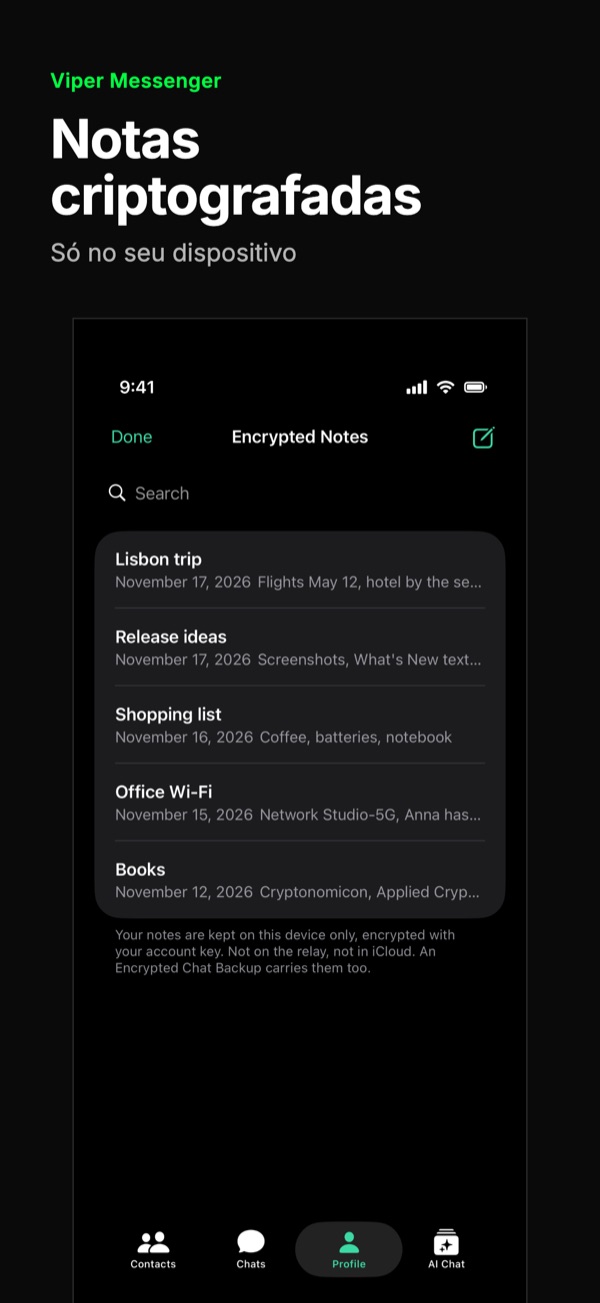 Viper Messenger
Notas
criptografadas
Só no seu dispositivo
9:41
Done
Encrypted Notes
Search
Lisbon trip
November 17, 2026 Flights May 12, hotel by the se...
Release ideas
November 17, 2026 Screenshots, What's New text...
Shopping list
November 16, 2026 Coffee, batteries, notebook
Office Wi-Fi
November 15, 2026 Network Studio-5G, Anna has...
Books
November 12, 2026 Cryptonomicon, Applied Cryp...
Your notes are kept on this device only, encrypted with
your account key. Not on the relay, not in iCloud. An
Encrypted Chat Backup carries them too.
Contacts
Chats
Profile
AI Chat